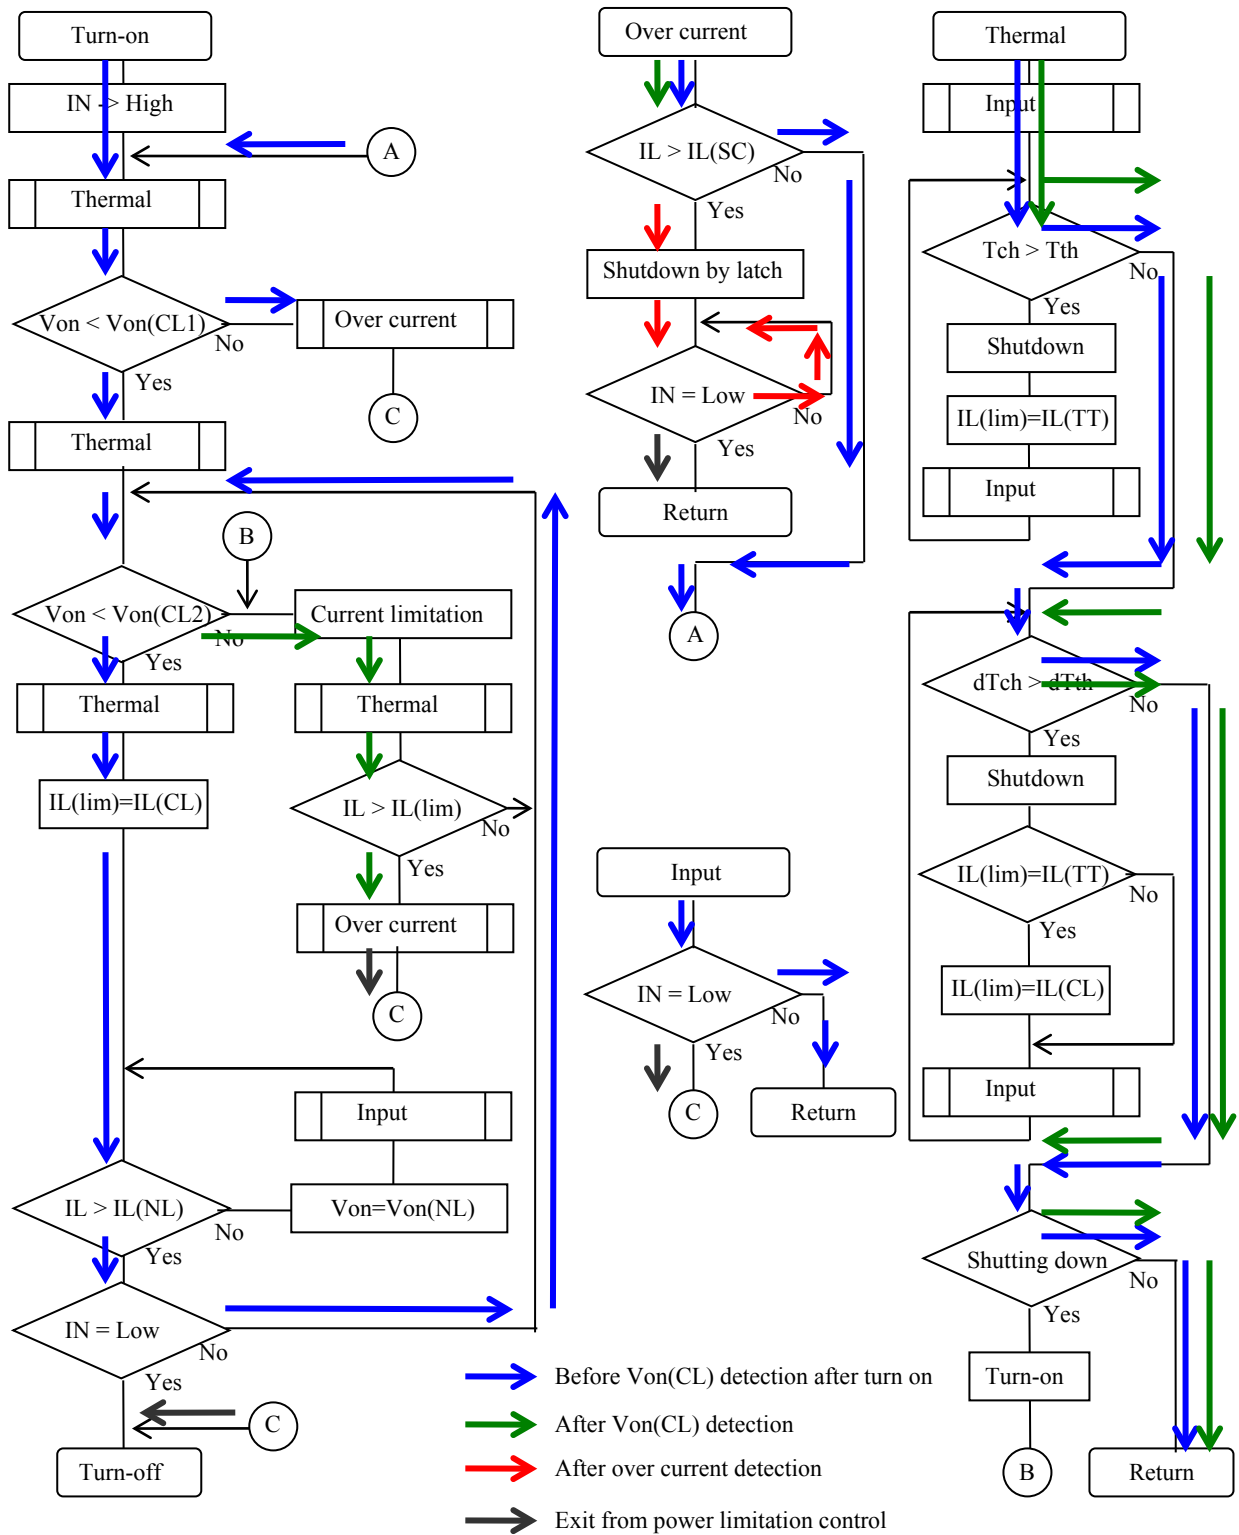 Turn-on
IN -> High
A
Thermal
Von < Von(CL1)
No
Over current
Yes
C
Thermal
B
Von < Von(CL2)
No
Current limitation
Yes
Thermal
Thermal
IL(lim)=IL(CL)
IL > IL(lim)
No
Yes
Over current
C
Input
IL > IL(NL)
No
Von=Von(NL)
Yes
IN = Low
No
Yes
C
Turn-off
Over current
IL > IL(SC)
No
Yes
Shutdown by latch
IN = Low
No
Yes
Return
A
Input
IN = Low
No
Yes
C
Return
Thermal
Input
Tch > Tth
No
Yes
Shutdown
IL(lim)=IL(TT)
Input
dTch > dTth
No
Yes
Shutdown
IL(lim)=IL(TT)
No
Yes
IL(lim)=IL(CL)
Input
Shutting down
No
Yes
Turn-on
B
Return
Before Von(CL) detection after turn on
After Von(CL) detection
After over current detection
Exit from power limitation control